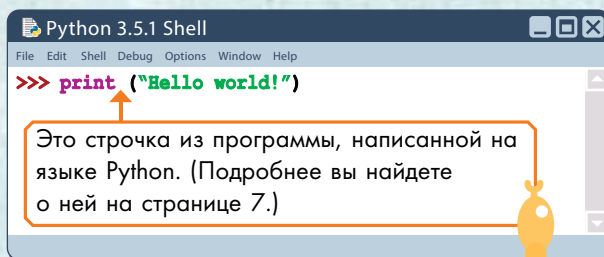 Python 3.5.1 Shell
File Edit Shell Debug Options Window Help
>>> print (“Hello world!”)
Это строчка из программы, написанной на
языке Python. (Подробнее вы найдете
о ней на странице 7.)